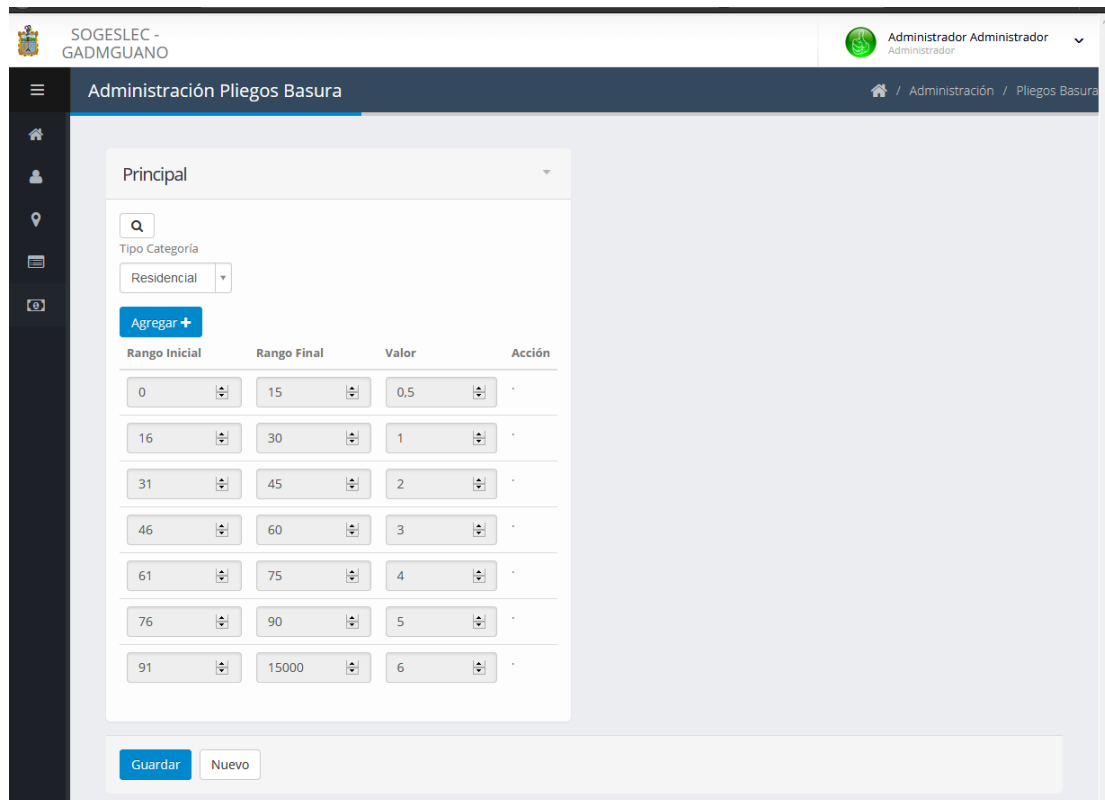 SOGESLEC -
GADMGUANO
Administrador Administrador
Administrador
Administración Pliegos Basura
/ Administración / Pliegos Basura
Principal
Tipo Categoría
Residencial
Agregar +
Rango Inicial Rango Final Valor Acción
0 15 0,5 .
16 30 1 .
31 45 2 .
46 60 3 .
61 75 4 .
76 90 5 .
91 15000 6 .
Guardar Nuevo